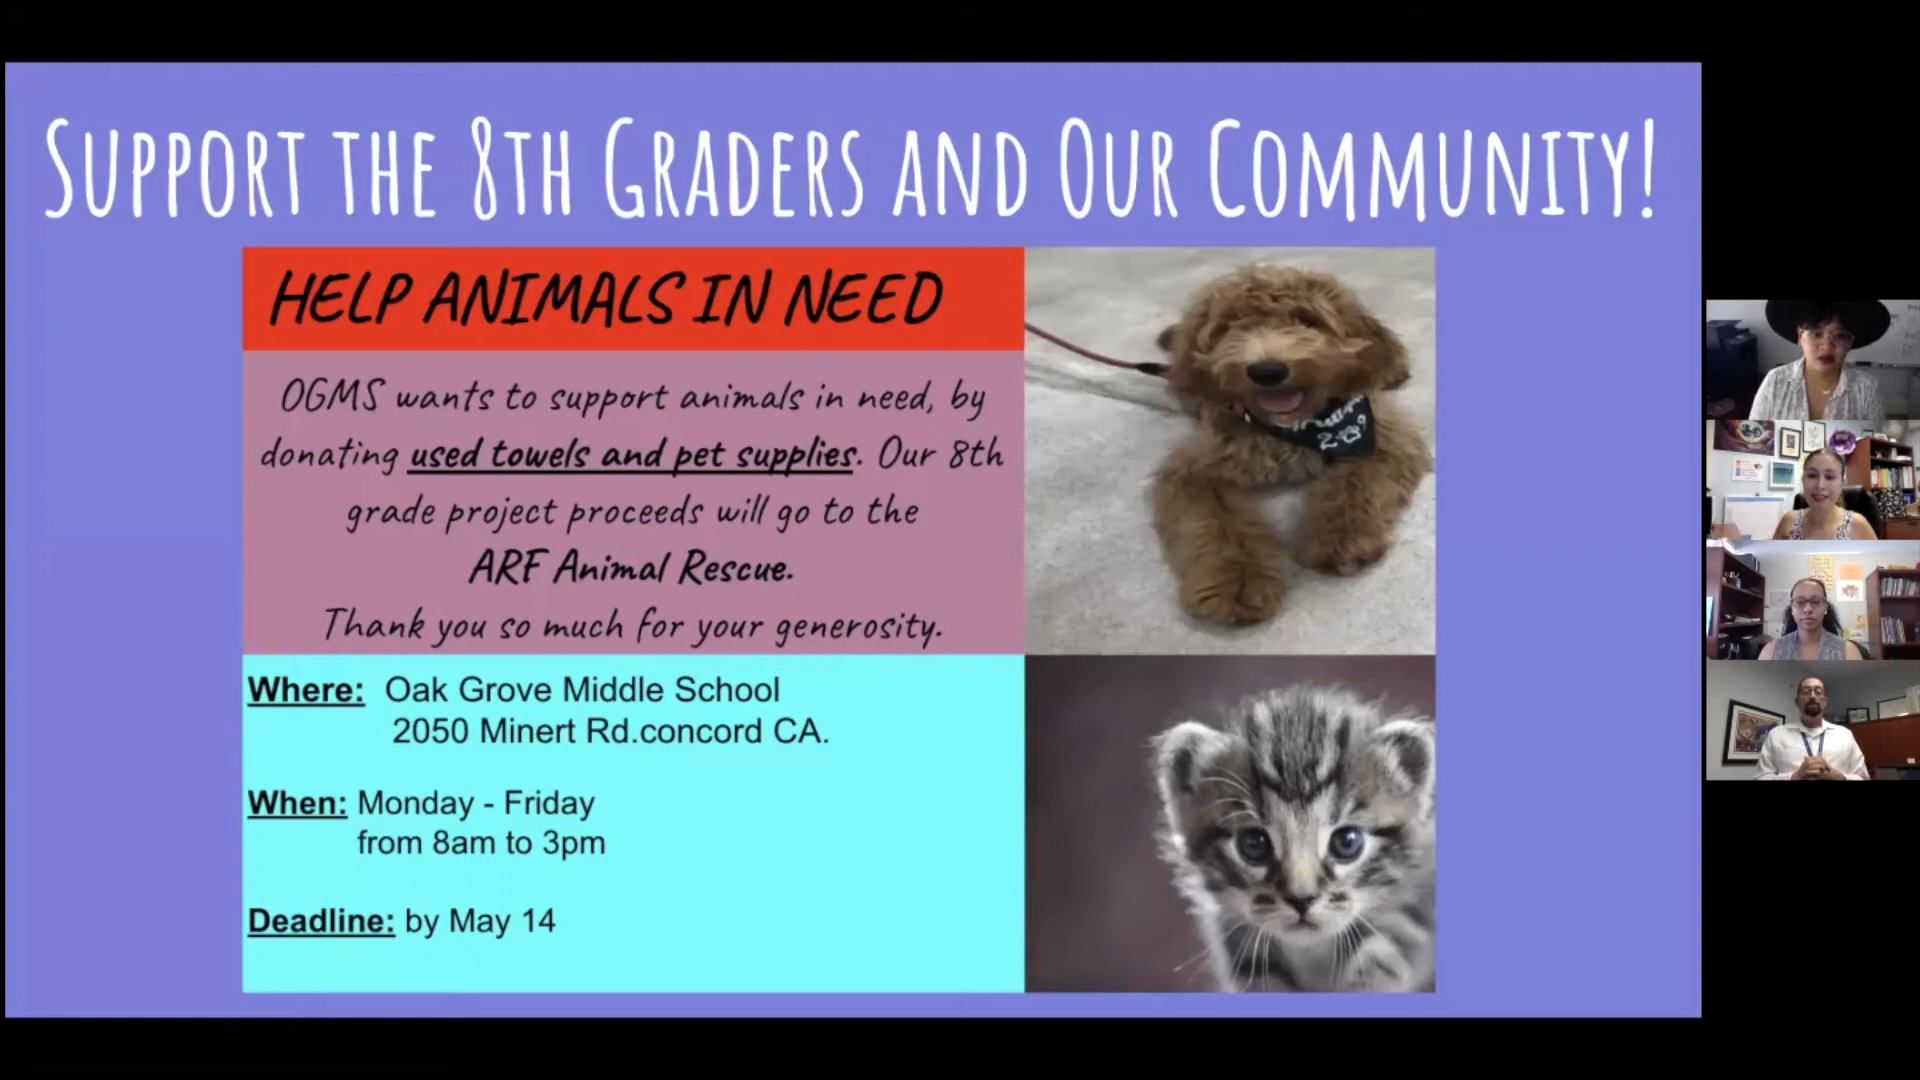 SUPPORT THE 8TH GRADERS AND OUR COMMUNITY!
HELP ANIMALS IN NEED
OGMS wants to support animals in need, by
donating used towels and pet supplies. Our 8th
grade project proceeds will go to the
ARF Animal Rescue.
Thank you so much for your generosity.
Where: Oak Grove Middle School
2050 Minert Rd.concord CA.
When: Monday - Friday
from 8am to 3pm
Deadline: by May 14